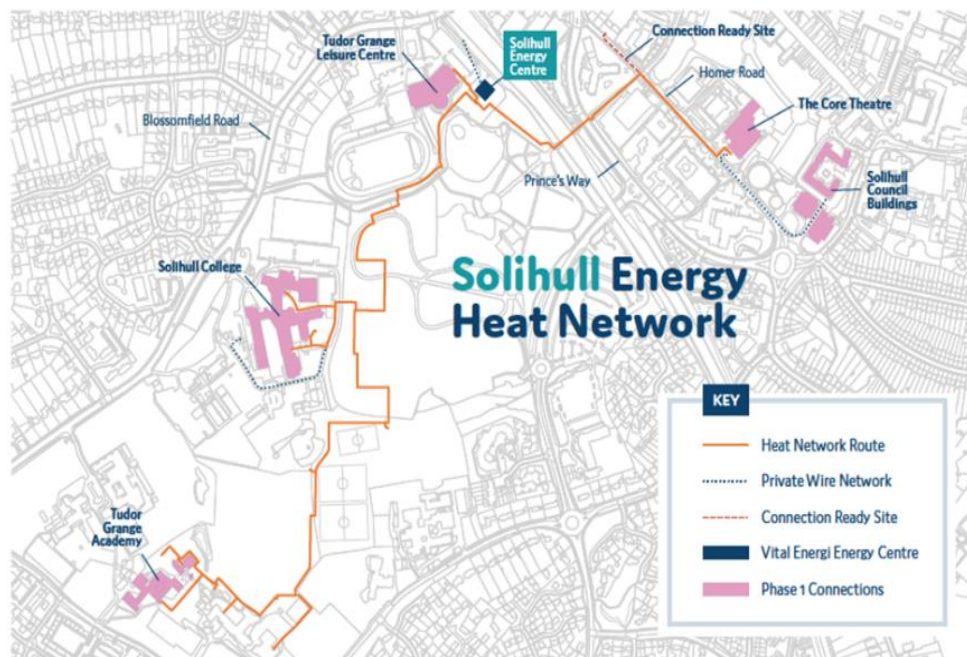 Tudor Grange
Leisure Centre
Solihull
Energy
Centre
Connection Ready Site
Homer Road
The Core Theatre
Blossomfield Road
Prince's Way
Solihull
Council
Buildings
Solihull College
Solihull Energy
Heat Network
Tudor
Grange
Academy
KEY
Heat Network Route
Private Wire Network
Connection Ready Site
Vital Energi Energy Centre
Phase 1 Connections